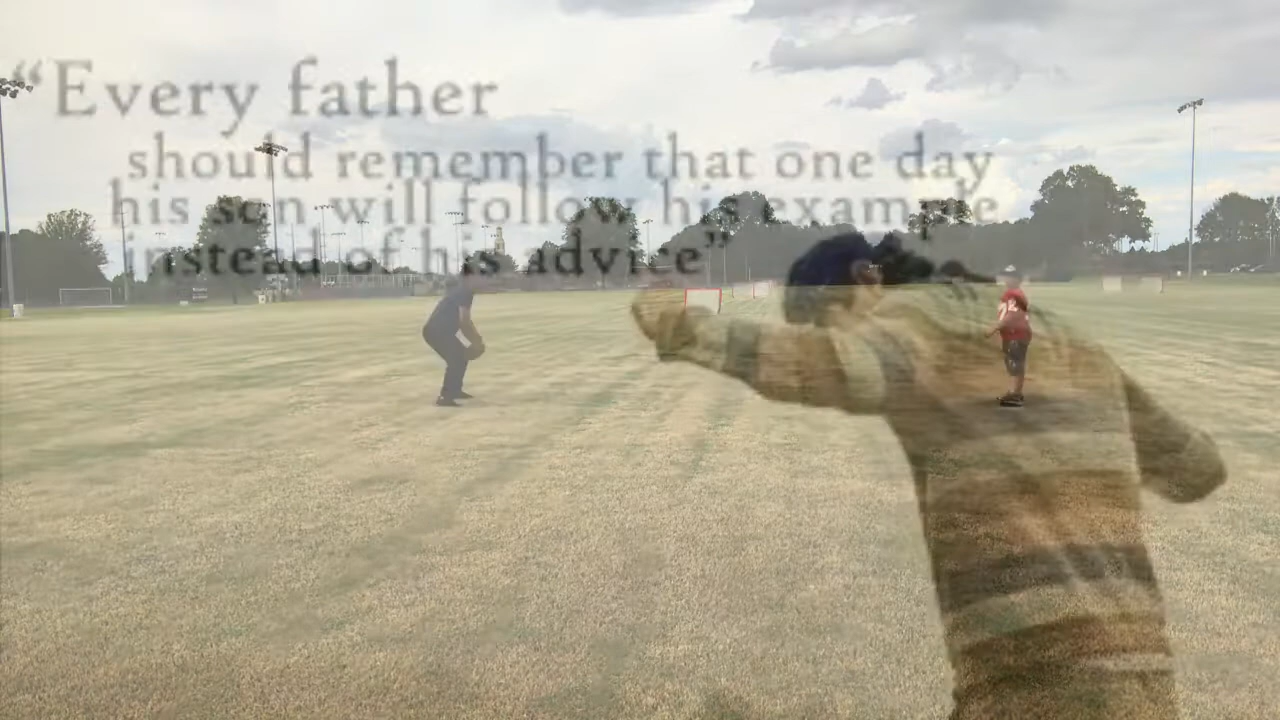 “Every father
should remember that one day
his son will follow his example
instead of his advice”